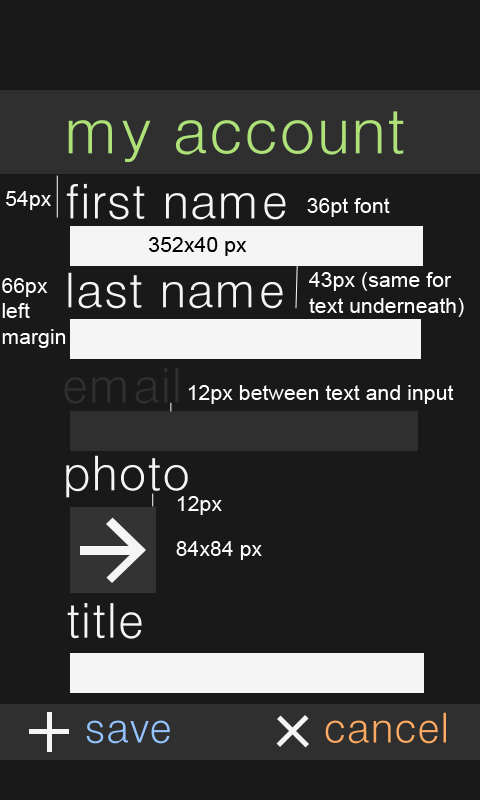 my account
54px
first name
36pt font
352x40 px
66px
left
margin
last name
43px (same for
text underneath)
email
12px between text and input
photo
12px
84x84 px
title
save
cancel